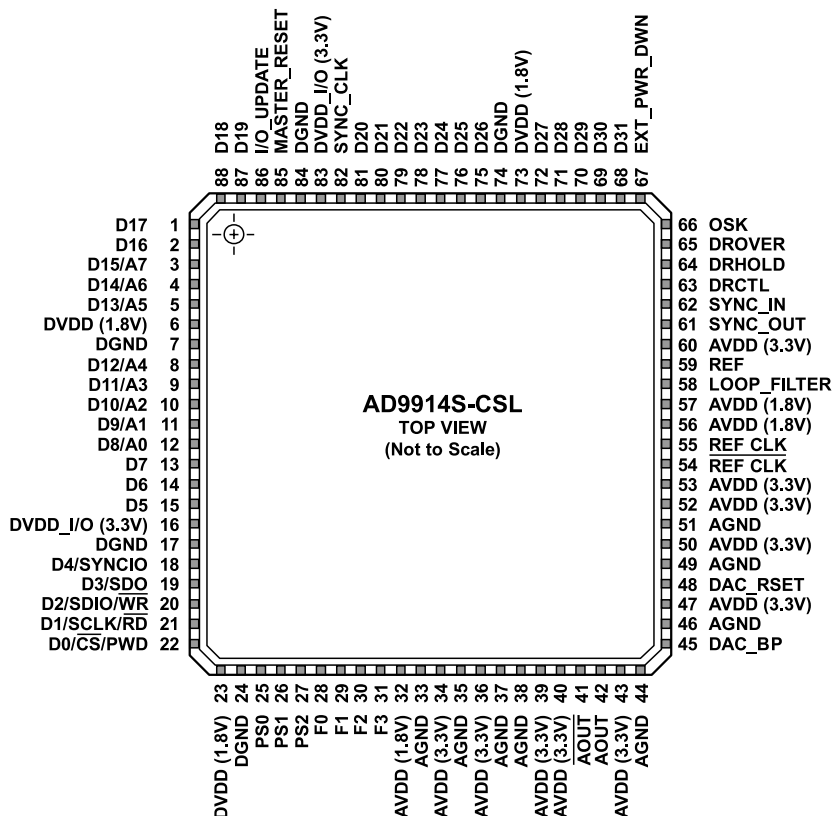 D18
D19
I/O_UPDATE
MASTER_RESET
DGND
DVDD_I/O (3.3V)
SYNC_CLK
D20
D21
D22
D23
D24
D25
D26
DGND
DVDD (1.8V)
D27
D28
D29
D30
D31
EXT_PWR_DWN
88
87
86
85
84
83
82
81
80
79
78
77
76
75
74
73
72
71
70
69
68
67
D17 1
D16 2
D15/A7 3
D14/A6 4
D13/A5 5
DVDD (1.8V) 6
DGND 7
D12/A4 8
D11/A3 9
D10/A2 10
D9/A1 11
D8/A0 12
D7 13
D6 14
D5 15
DVDD_I/O (3.3V) 16
DGND 17
D4/SYNCIO 18
D3/SDO 19
D2/SDIO/W̅R̅ 20
D1/SCLK/R̅D̅ 21
D0/C̅S̅/PWD 22
AD9914S-CSL
TOP VIEW
(Not to Scale)
66 OSK
65 DROVER
64 DRHOLD
63 DRCTL
62 SYNC_IN
61 SYNC_OUT
60 AVDD (3.3V)
59 REF
58 LOOP_FILTER
57 AVDD (1.8V)
56 AVDD (1.8V)
55 REF CLK
54 R̅E̅F̅ C̅L̅K̅
53 AVDD (3.3V)
52 AVDD (3.3V)
51 AGND
50 AVDD (3.3V)
49 AGND
48 DAC_RSET
47 AVDD (3.3V)
46 AGND
45 DAC_BP
23
24
25
26
27
28
29
30
31
32
33
34
35
36
37
38
39
40
41
42
43
44
DVDD (1.8V)
DGND
PS0
PS1
PS2
F0
F1
F2
F3
AVDD (1.8V)
AGND
AVDD (3.3V)
AGND
AVDD (3.3V)
AGND
AGND
AVDD (3.3V)
AVDD (3.3V)
A̅O̅U̅T̅
AOUT
AVDD (3.3V)
AGND